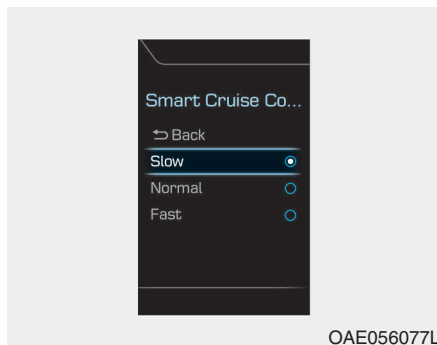 Smart Cruise Co...
Back
Slow
Normal
Fast
OAE056077L